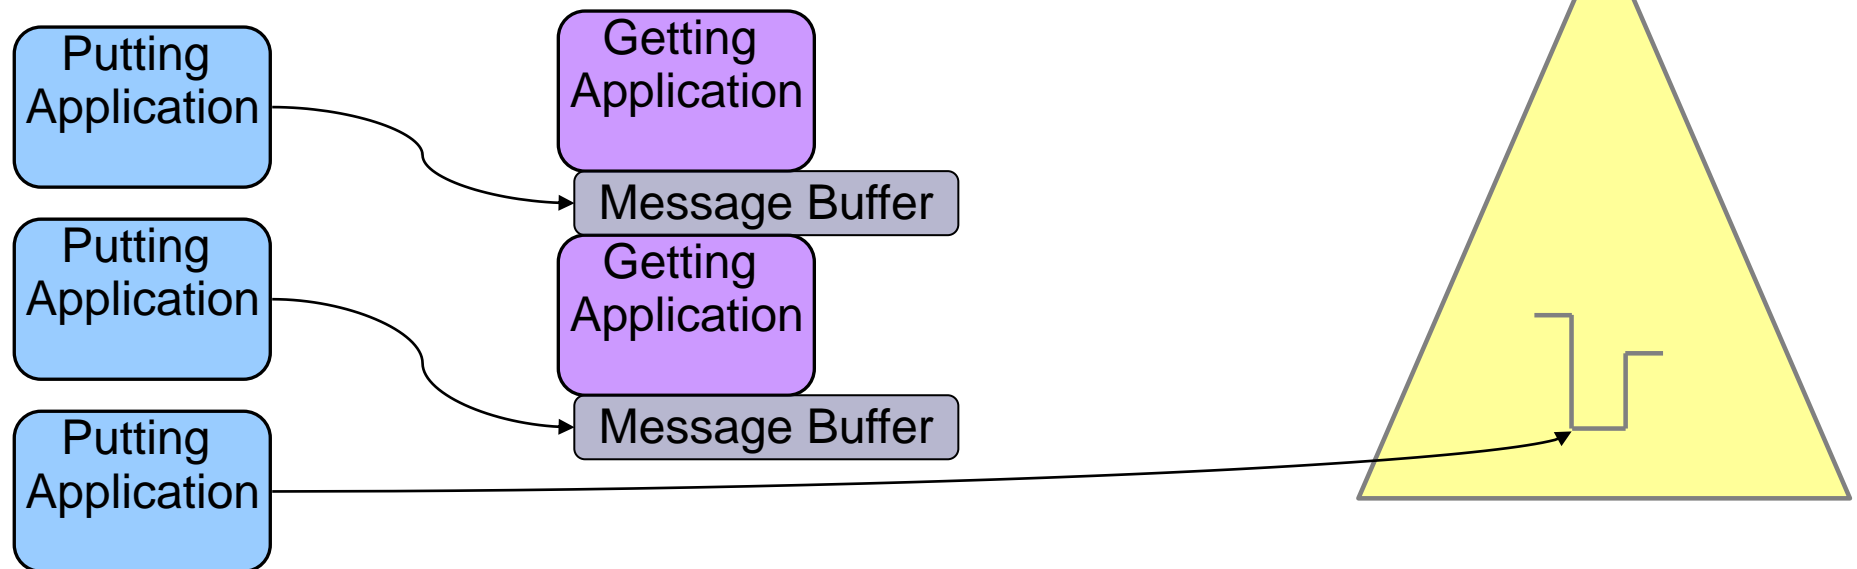 Putting
Application
Getting
Application
Message Buffer
Putting
Application
Getting
Application
Message Buffer
Putting
Application